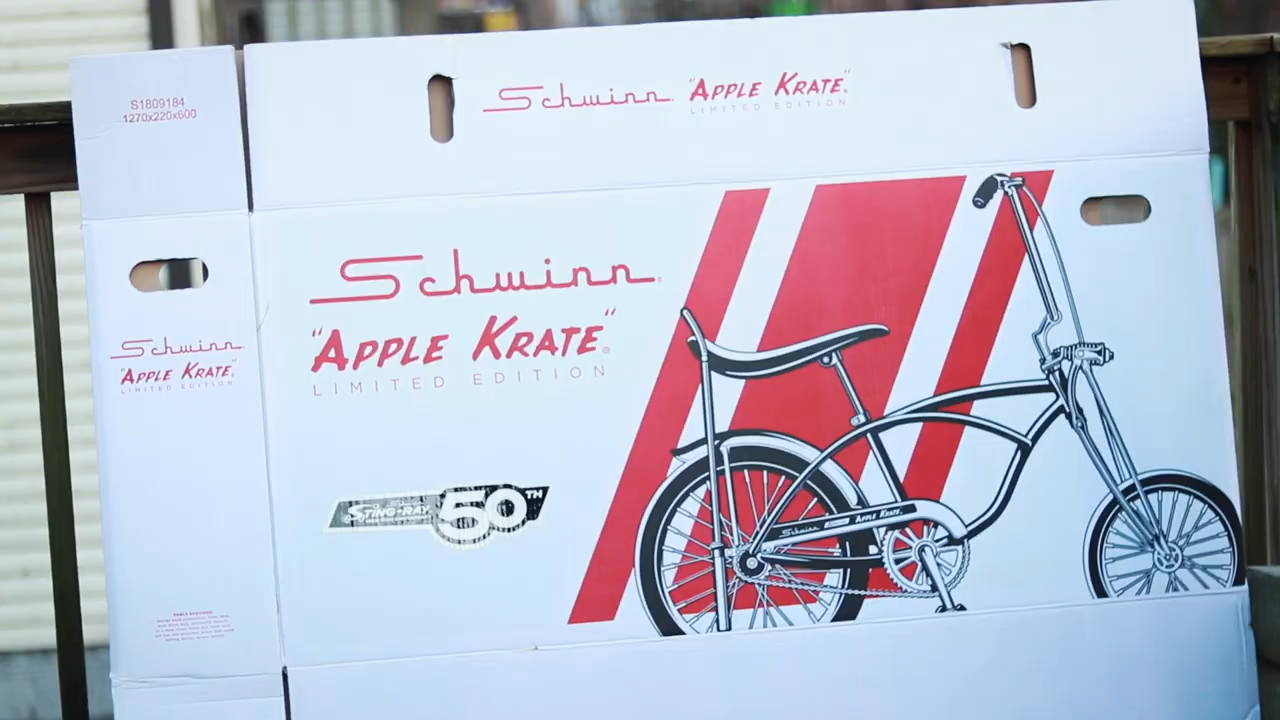 S1809184
1270x220x600
Schwinn "APPLE KRATE"
LIMITED EDITION
Schwinn®
"APPLE KRATE"®
LIMITED EDITION
Schwinn
"APPLE KRATE"
LIMITED EDITION
STING-RAY 50TH
Schwinn APPLE KRATE